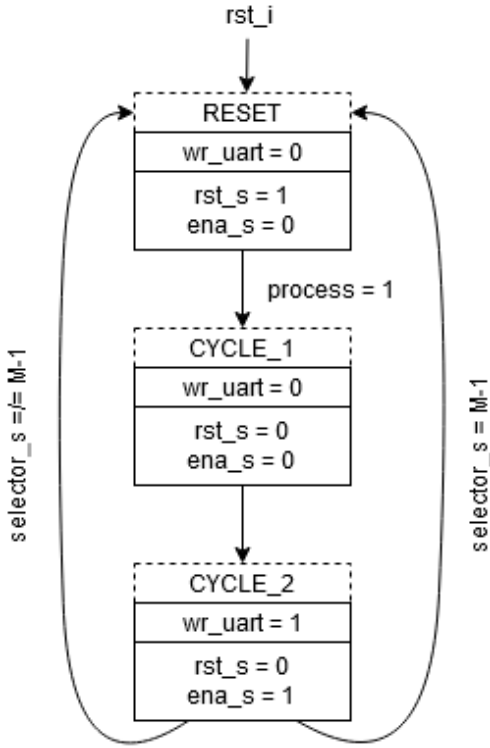 rst_i
RESET
wr_uart = 0
rst_s = 1
ena_s = 0
process = 1
CYCLE_1
wr_uart = 0
rst_s = 0
ena_s = 0
selector_s =/= M-1
selector_s = M-1
CYCLE_2
wr_uart = 1
rst_s = 0
ena_s = 1